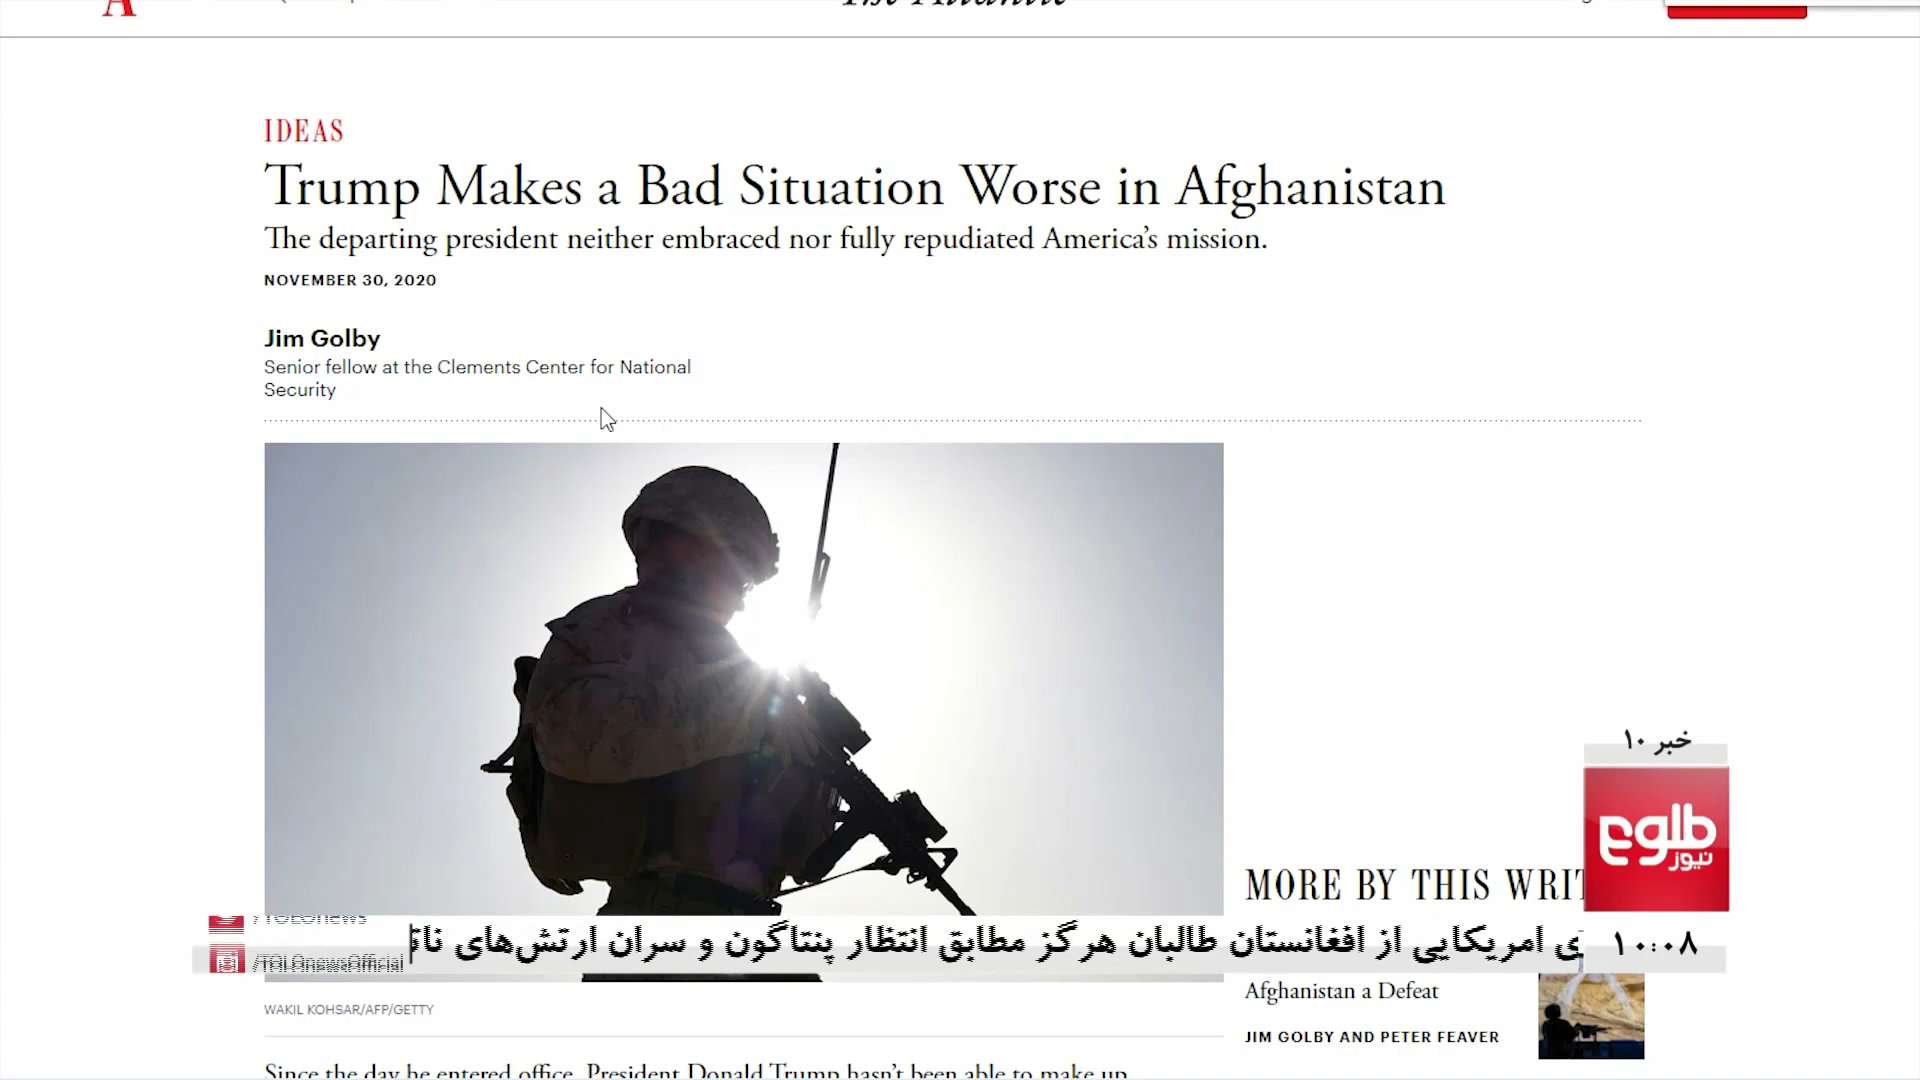 The Atlantic
IDEAS
Trump Makes a Bad Situation Worse in Afghanistan
The departing president neither embraced nor fully repudiated America's mission.
NOVEMBER 30, 2020
Jim Golby
Senior fellow at the Clements Center for National
Security
خبر ۱۰
طلوع
نیوز
MORE BY THIS
/TOLOnews
ی امریکایی از افغانستان طالبان هرگز مطابق انتظار پنتاگون و سران ارتش‌های
۱۰:۰۸
/TOLOnewsOfficial
Afghanistan a Defeat
WAKIL KOHSAR/AFP/GETTY
JIM GOLBY AND PETER FEAVER
Since the day he entered office, President Donald Trump hasn't been able to make up